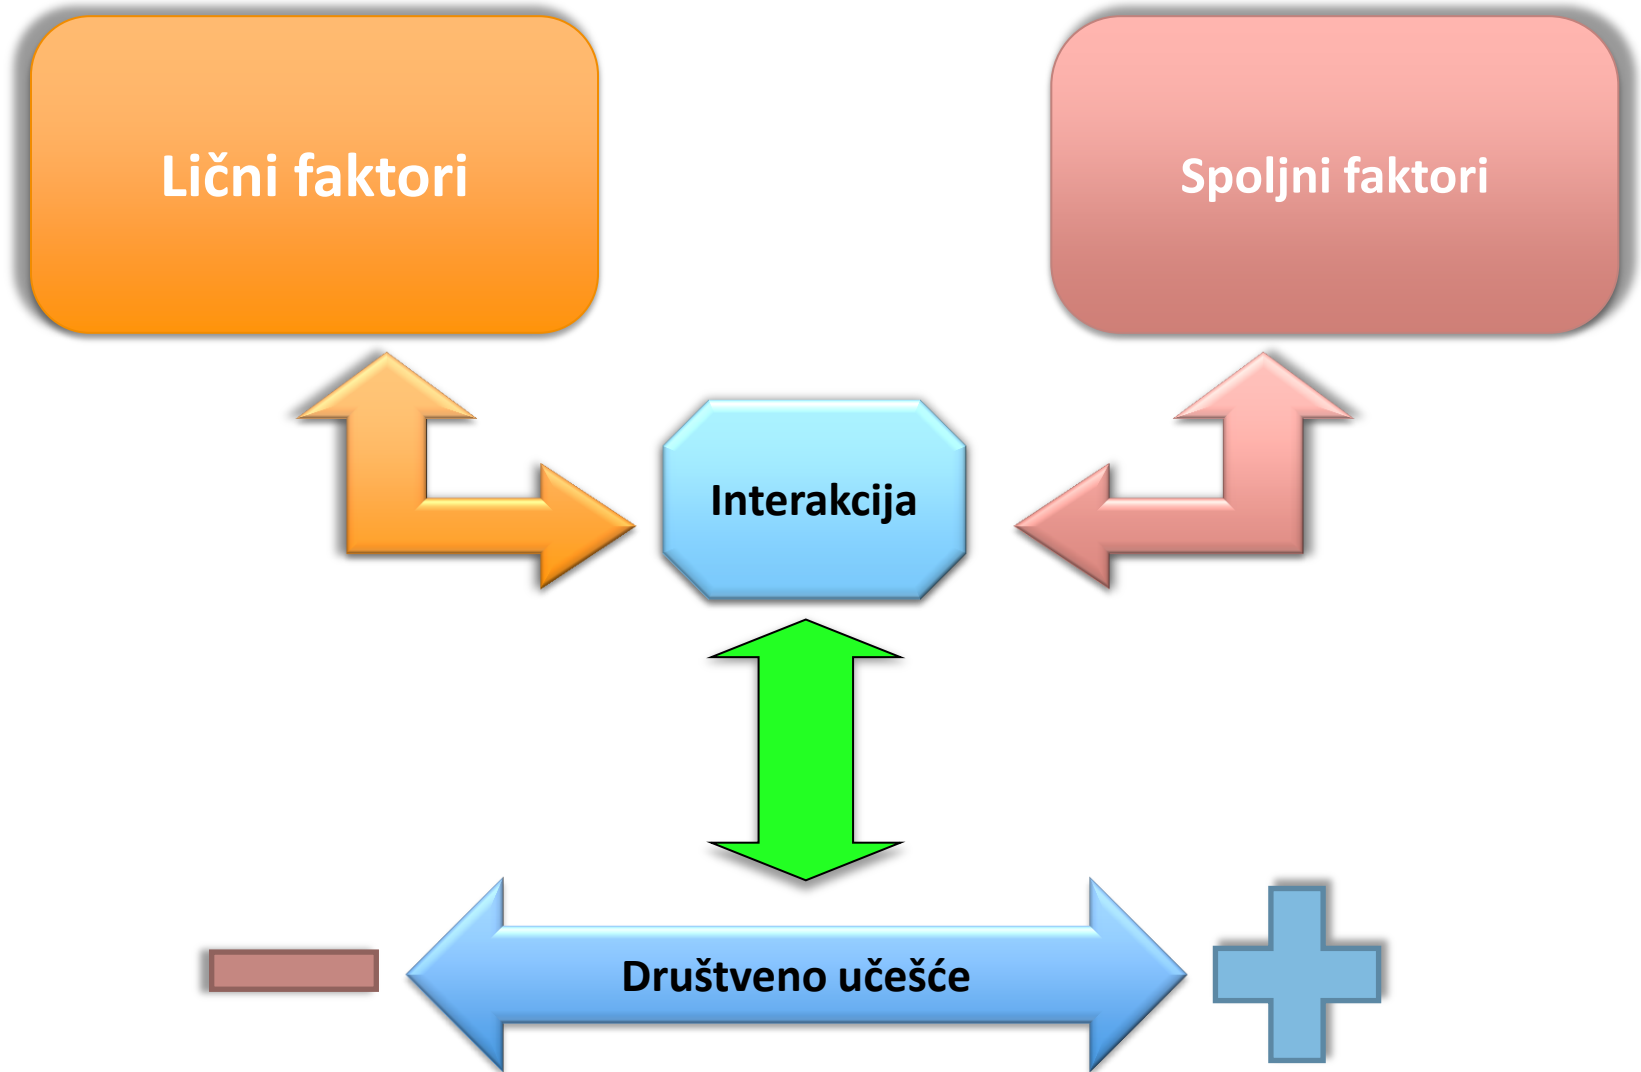 Lični faktori
Spoljni faktori
Interakcija
Društveno učešće